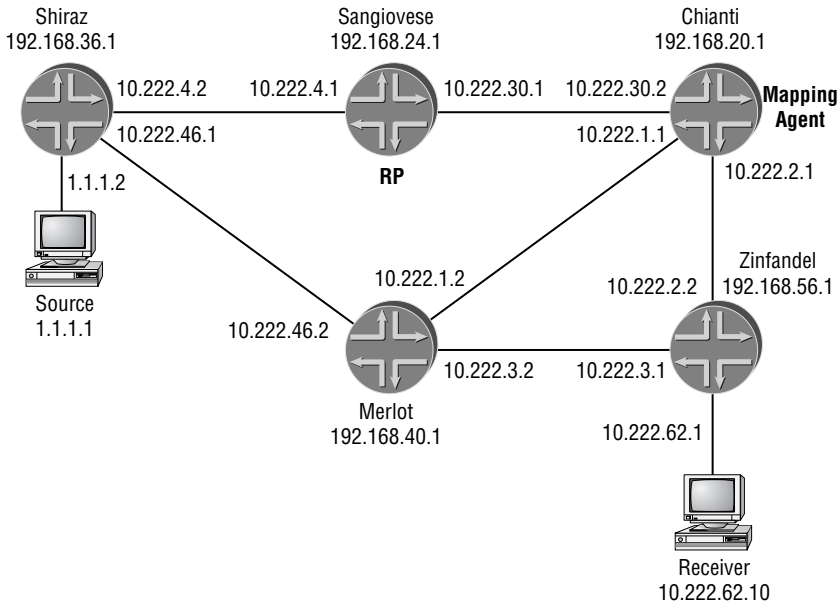 Shiraz
192.168.36.1
Sangiovese
192.168.24.1
Chianti
192.168.20.1
10.222.4.2
10.222.4.1
10.222.30.1
10.222.30.2
Mapping
Agent
10.222.46.1
10.222.1.1
RP
1.1.1.2
10.222.2.1
Source
1.1.1.1
Zinfandel
192.168.56.1
10.222.1.2
10.222.2.2
10.222.46.2
10.222.3.2
10.222.3.1
Merlot
192.168.40.1
10.222.62.1
Receiver
10.222.62.10